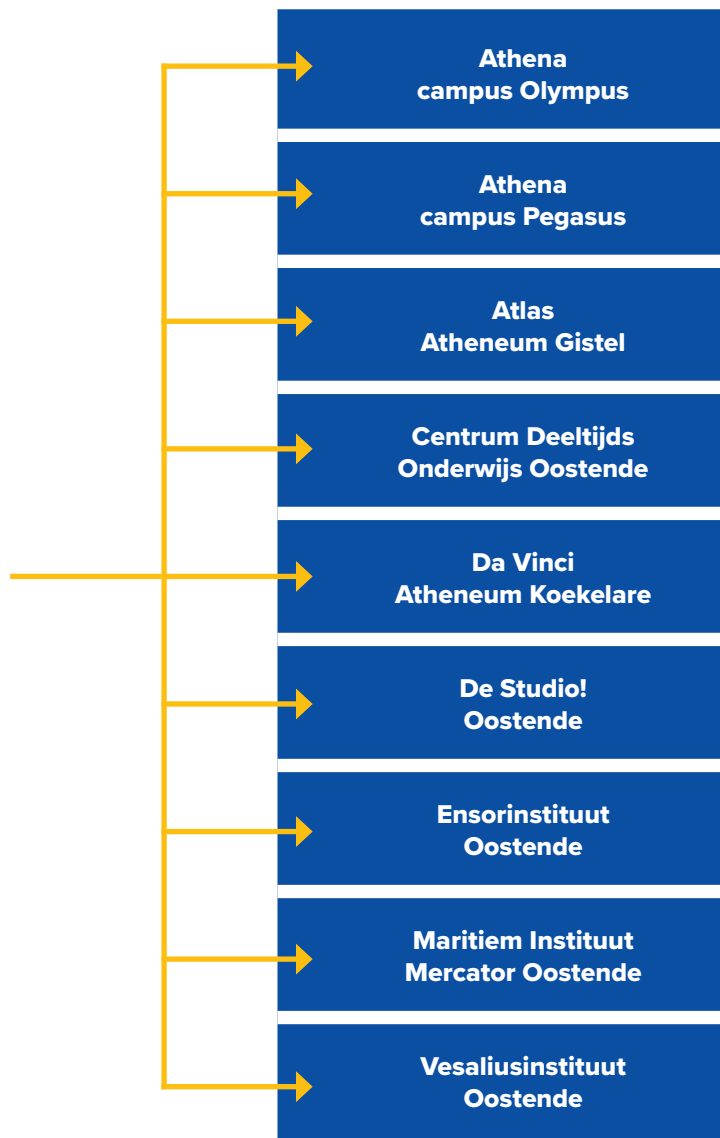 Athena
campus Olympus
Athena
campus Pegasus
Atlas
Atheneum Gistel
Centrum Deeltijds
Onderwijs Oostende
Da Vinci
Atheneum Koekelare
De Studio!
Oostende
Ensorinstituut
Oostende
Maritiem Instituut
Mercator Oostende
Vesaliusinstituut
Oostende